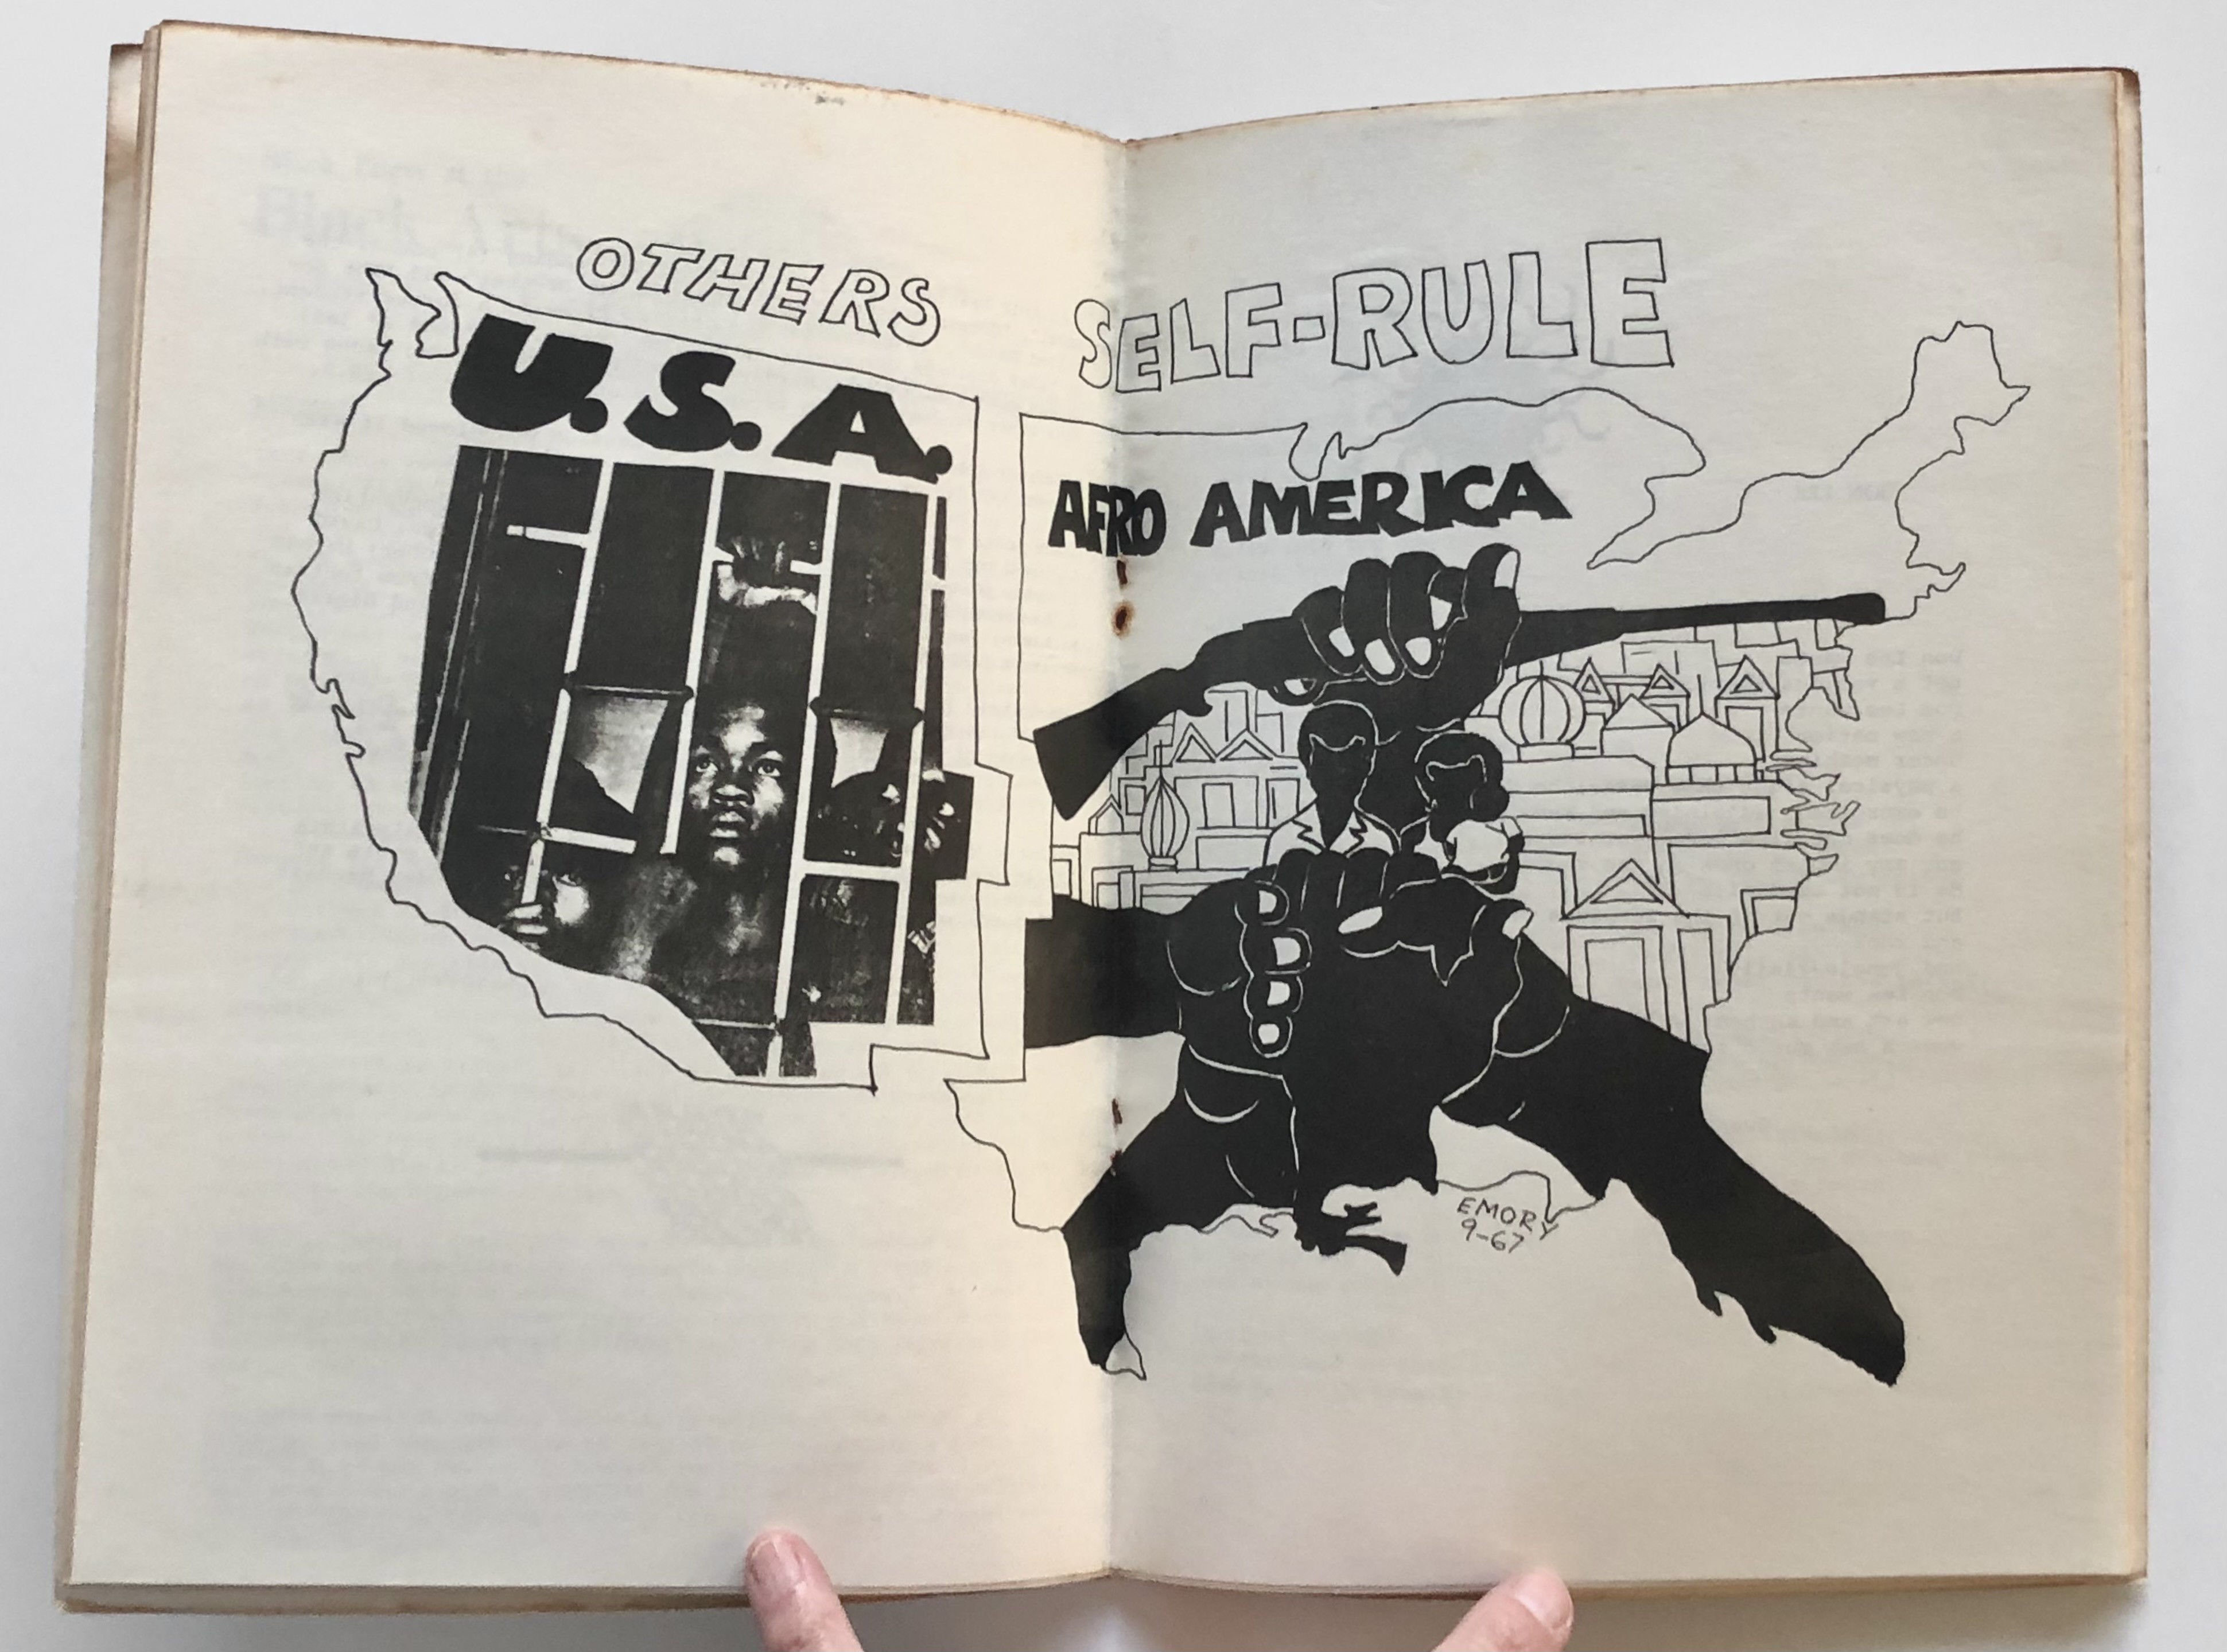 OTHERS
U.S.A.
SELF-RULE
AFRO AMERICA
EMORY
9-67